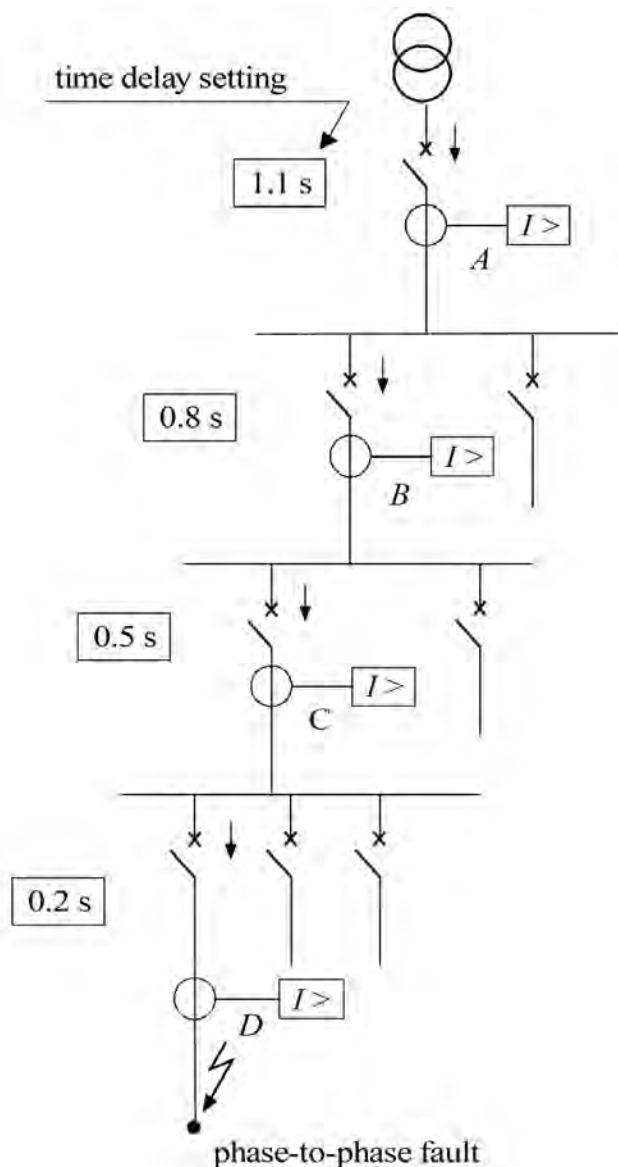 time delay setting
1.1 s
I >
A
0.8 s
I >
B
0.5 s
I >
C
0.2 s
I >
D
phase-to-phase fault